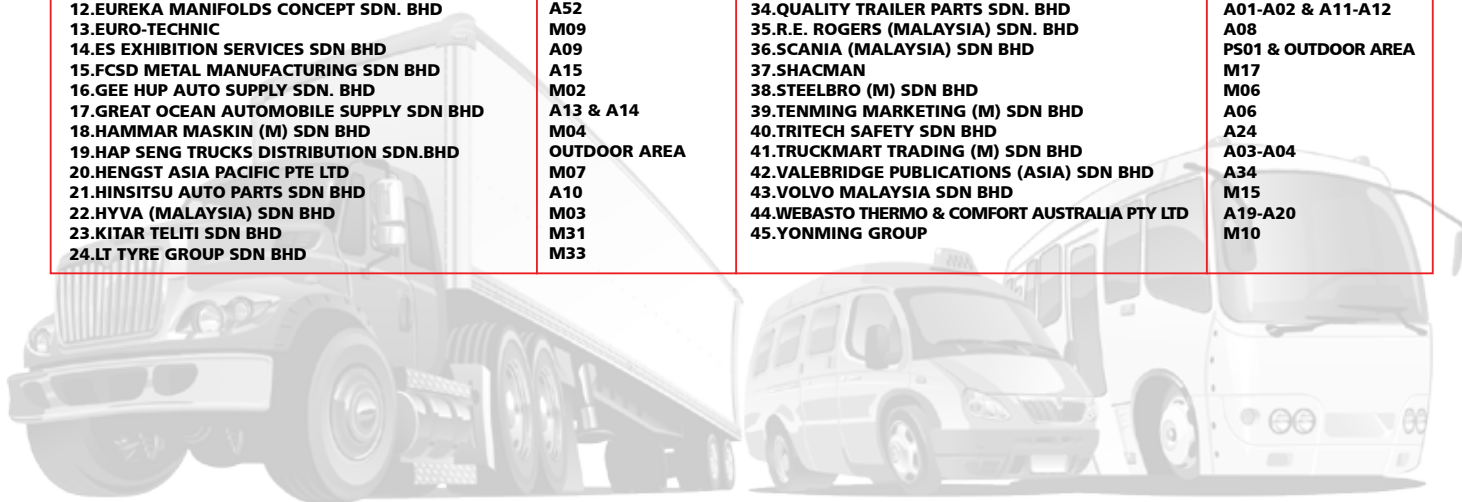 12.EUREKA MANIFOLDS CONCEPT SDN. BHD A52
13.EURO-TECHNIC M09
14.ES EXHIBITION SERVICES SDN BHD A09
15.FCSD METAL MANUFACTURING SDN BHD A15
16.GEE HUP AUTO SUPPLY SDN. BHD M02
17.GREAT OCEAN AUTOMOBILE SUPPLY SDN BHD A13 & A14
18.HAMMAR MASKIN (M) SDN BHD M04
19.HAP SENG TRUCKS DISTRIBUTION SDN.BHD OUTDOOR AREA
20.HENGST ASIA PACIFIC PTE LTD M07
21.HINSITSU AUTO PARTS SDN BHD A10
22.HYVA (MALAYSIA) SDN BHD M03
23.KITAR TELITI SDN BHD M31
24.LT TYRE GROUP SDN BHD M33
34.QUALITY TRAILER PARTS SDN. BHD A01-A02 & A11-A12
35.R.E. ROGERS (MALAYSIA) SDN. BHD A08
36.SCANIA (MALAYSIA) SDN BHD PS01 & OUTDOOR AREA
37.SHACMAN M17
38.STEELBRO (M) SDN BHD M06
39.TENMING MARKETING (M) SDN BHD A06
40.TRITECH SAFETY SDN BHD A24
41.TRUCKMART TRADING (M) SDN BHD A03-A04
42.VALEBRIDGE PUBLICATIONS (ASIA) SDN BHD A34
43.VOLVO MALAYSIA SDN BHD M15
44.WEBASTO THERMO & COMFORT AUSTRALIA PTY LTD A19-A20
45.YONMING GROUP M10